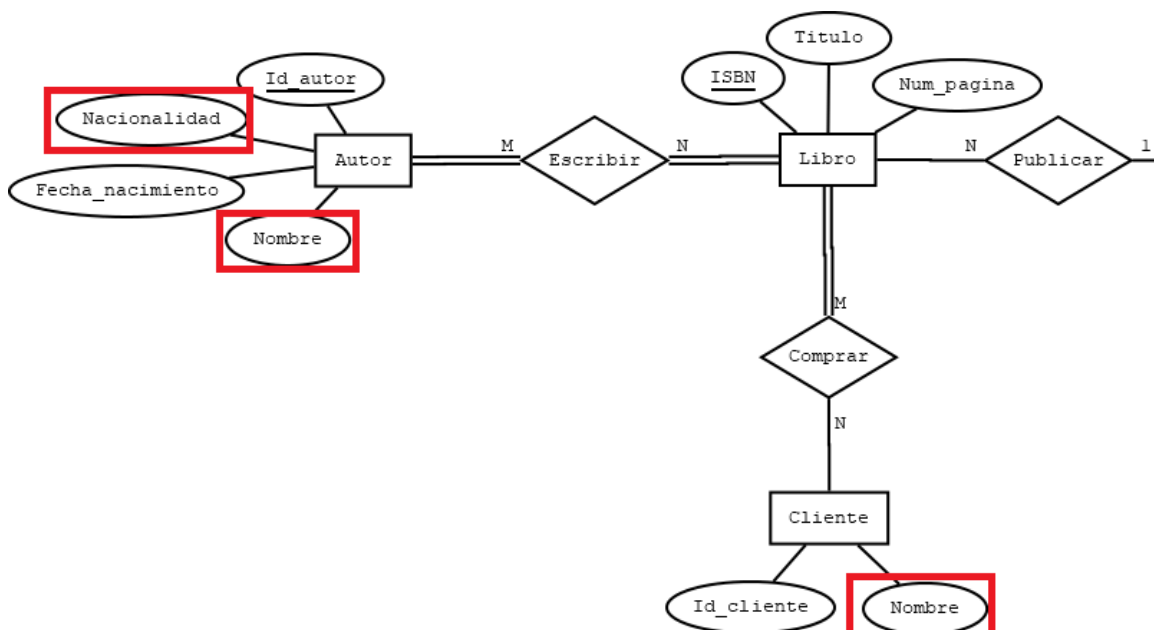 Titulo
Id_autor
ISBN
Num_pagina
Nacionalidad
Autor
M
Escribir
N
Libro
N
Publicar
1
Fecha_nacimiento
Nombre
M
Comprar
N
Cliente
Id_cliente
Nombre